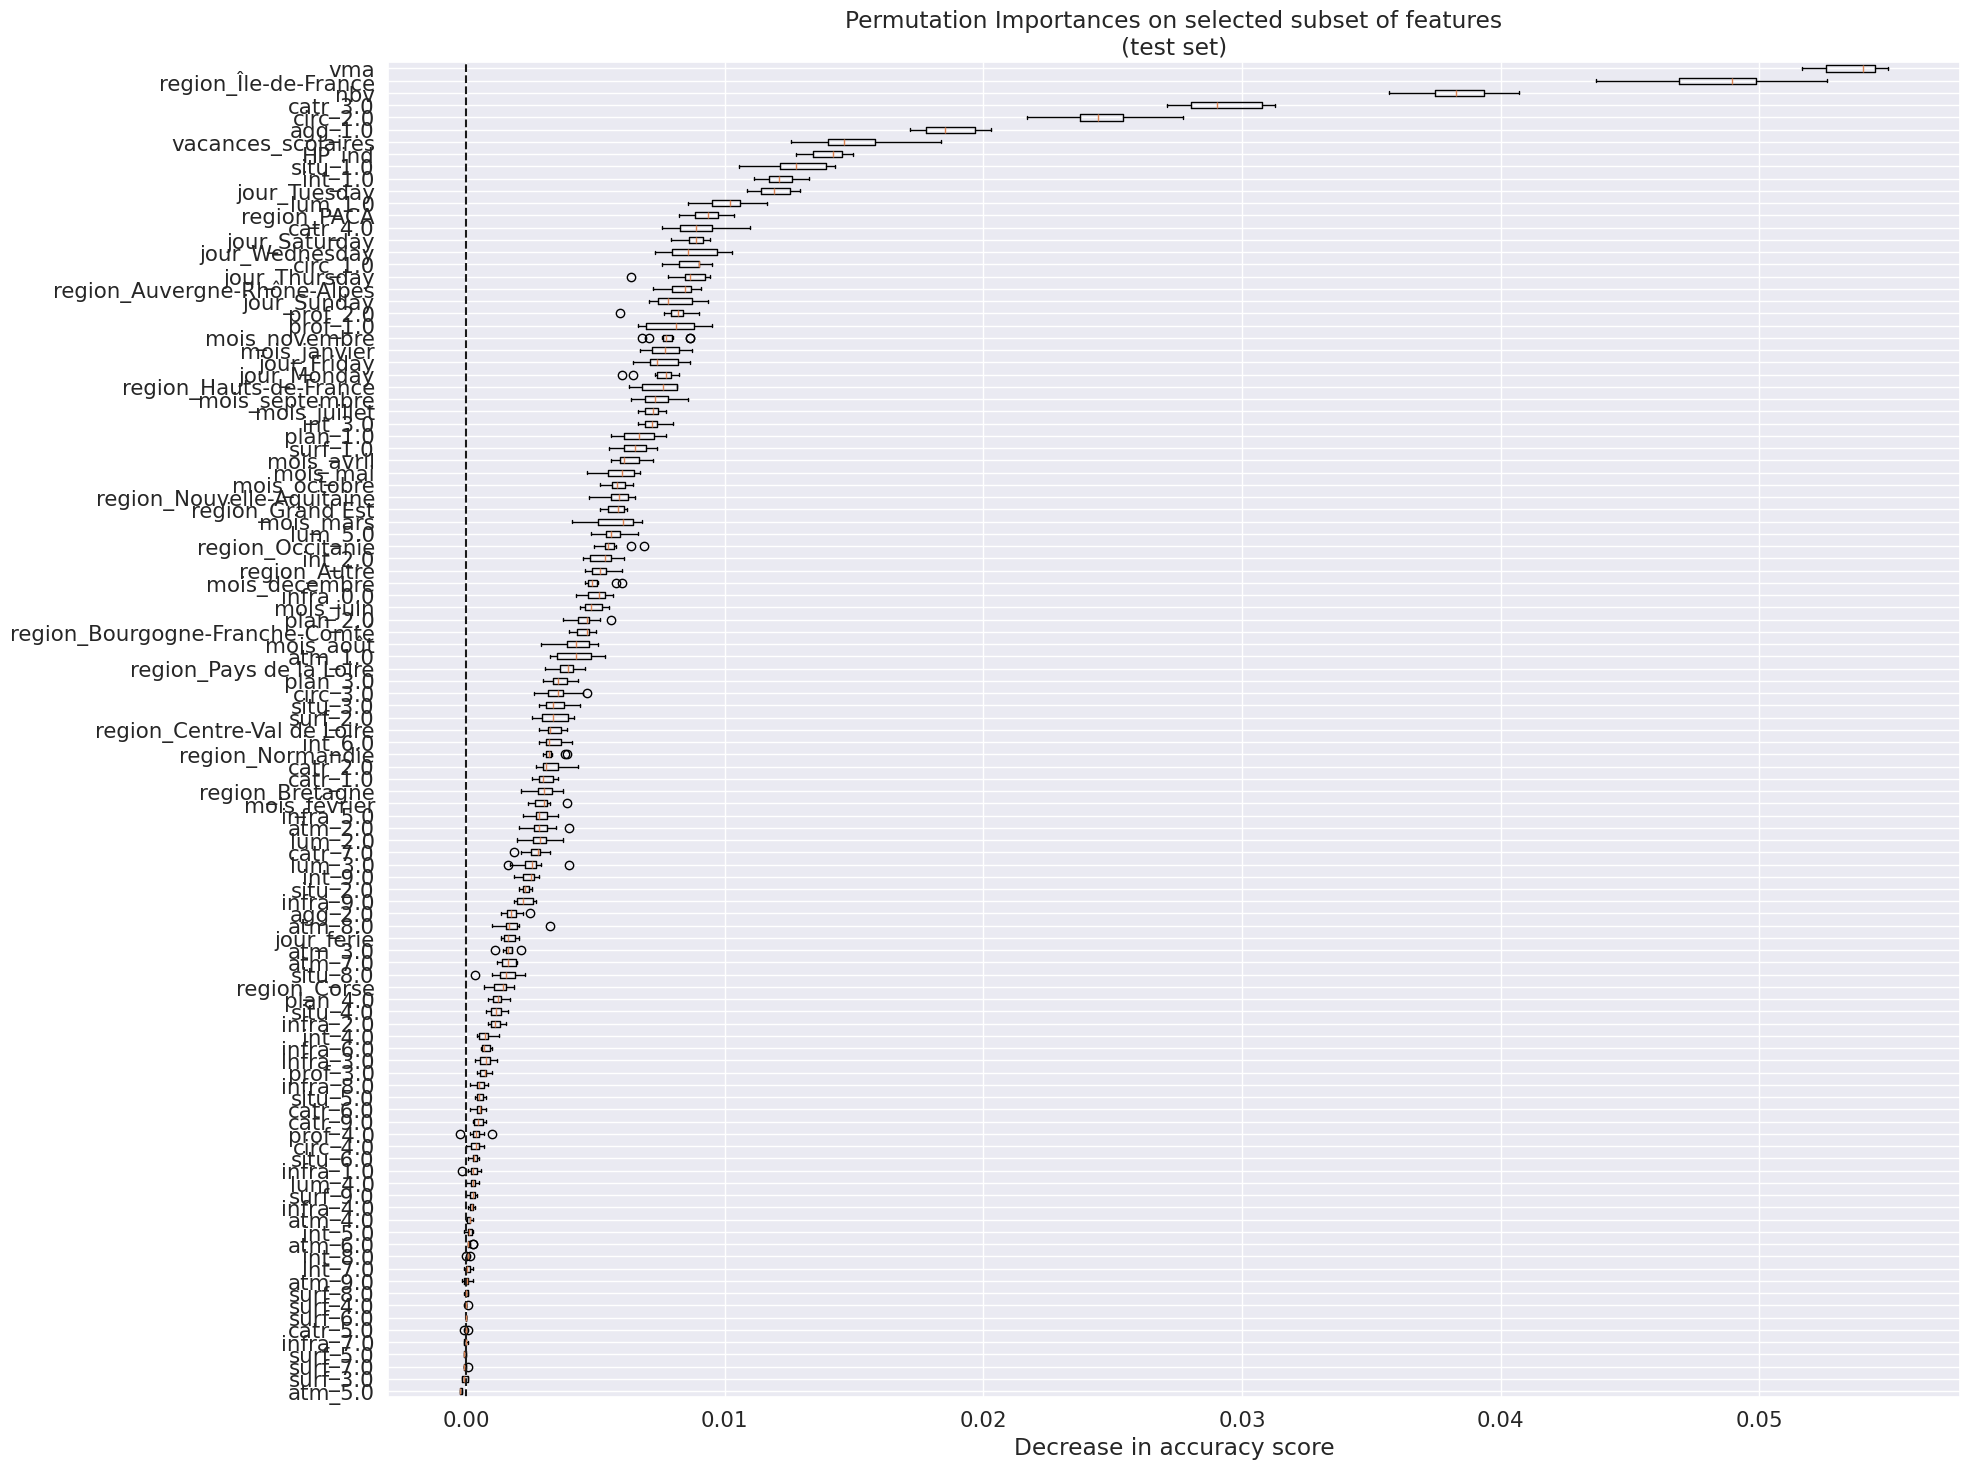 Permutation Importances on selected subset of features
(test set)
vma
region_Île-de-France
nbv
catr_3.0
circ_2.0
agg_1.0
vacances_scolaires
HP_ind
situ_1.0
int_1.0
jour_Tuesday
lum_1.0
region_PACA
catr_4.0
jour_Saturday
jour_Wednesday
circ_1.0
jour_Thursday
region_Auvergne-Rhône-Alpes
jour_Sunday
prof_2.0
prof_1.0
mois_novembre
mois_janvier
jour_Friday
jour_Monday
region_Hauts-de-France
mois_septembre
mois_juillet
int_3.0
plan_1.0
surf_1.0
mois_avril
mois_mai
mois_octobre
region_Nouvelle-Aquitaine
region_Grand Est
mois_mars
lum_5.0
region_Occitanie
int_2.0
region_Autre
mois_décembre
infra_0.0
mois_juin
plan_2.0
region_Bourgogne-Franche-Comté
mois_août
atm_1.0
region_Pays de la Loire
plan_3.0
circ_3.0
situ_3.0
surf_2.0
region_Centre-Val de Loire
int_6.0
region_Normandie
catr_2.0
catr_1.0
region_Bretagne
mois_février
infra_5.0
atm_2.0
lum_2.0
catr_7.0
lum_3.0
int_9.0
situ_2.0
infra_9.0
agg_2.0
atm_8.0
jour_ferie
atm_3.0
atm_7.0
situ_8.0
region_Corse
plan_4.0
situ_4.0
infra_2.0
int_4.0
infra_6.0
infra_3.0
prof_3.0
infra_8.0
situ_5.0
catr_6.0
catr_9.0
prof_4.0
circ_4.0
situ_6.0
infra_1.0
lum_4.0
surf_9.0
infra_4.0
atm_4.0
int_5.0
atm_6.0
int_8.0
int_7.0
atm_9.0
surf_8.0
surf_4.0
surf_6.0
catr_5.0
infra_7.0
surf_5.0
surf_7.0
surf_3.0
atm_5.0
0.00 0.01 0.02 0.03 0.04 0.05
Decrease in accuracy score